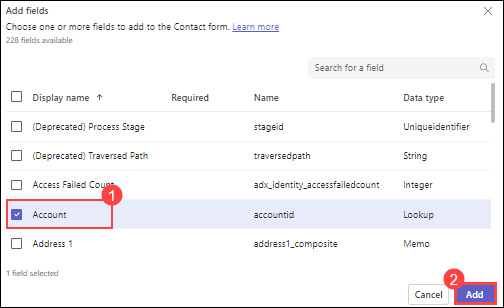 Add fields
Choose one or more fields to add to the Contact form. Learn more
228 fields available
Search for a field
Display name ↑ Required Name Data type
(Deprecated) Process Stage stageid Uniqueidentifier
(Deprecated) Traversed Path traversedpath String
Access Failed Count adx_identity_accessfailedcount Integer
1
Account accountid Lookup
Address 1 address1_composite Memo
1 field selected
2
Cancel Add